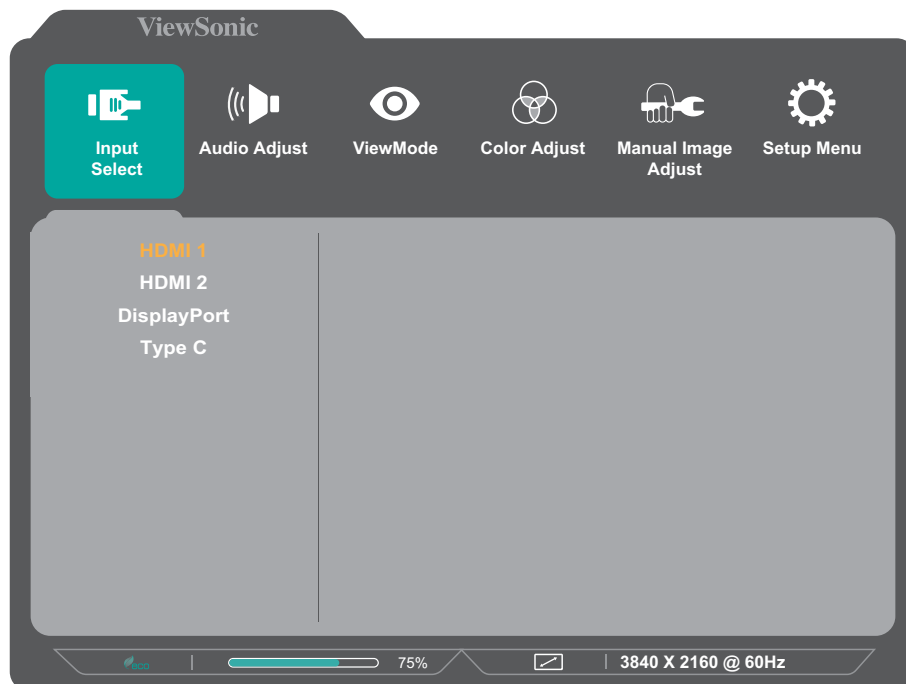 ViewSonic
Input
Select
Audio Adjust
ViewMode
Color Adjust
Manual Image
Adjust
Setup Menu
HDMI 1
HDMI 2
DisplayPort
Type C
eco
75%
3840 X 2160 @ 60Hz